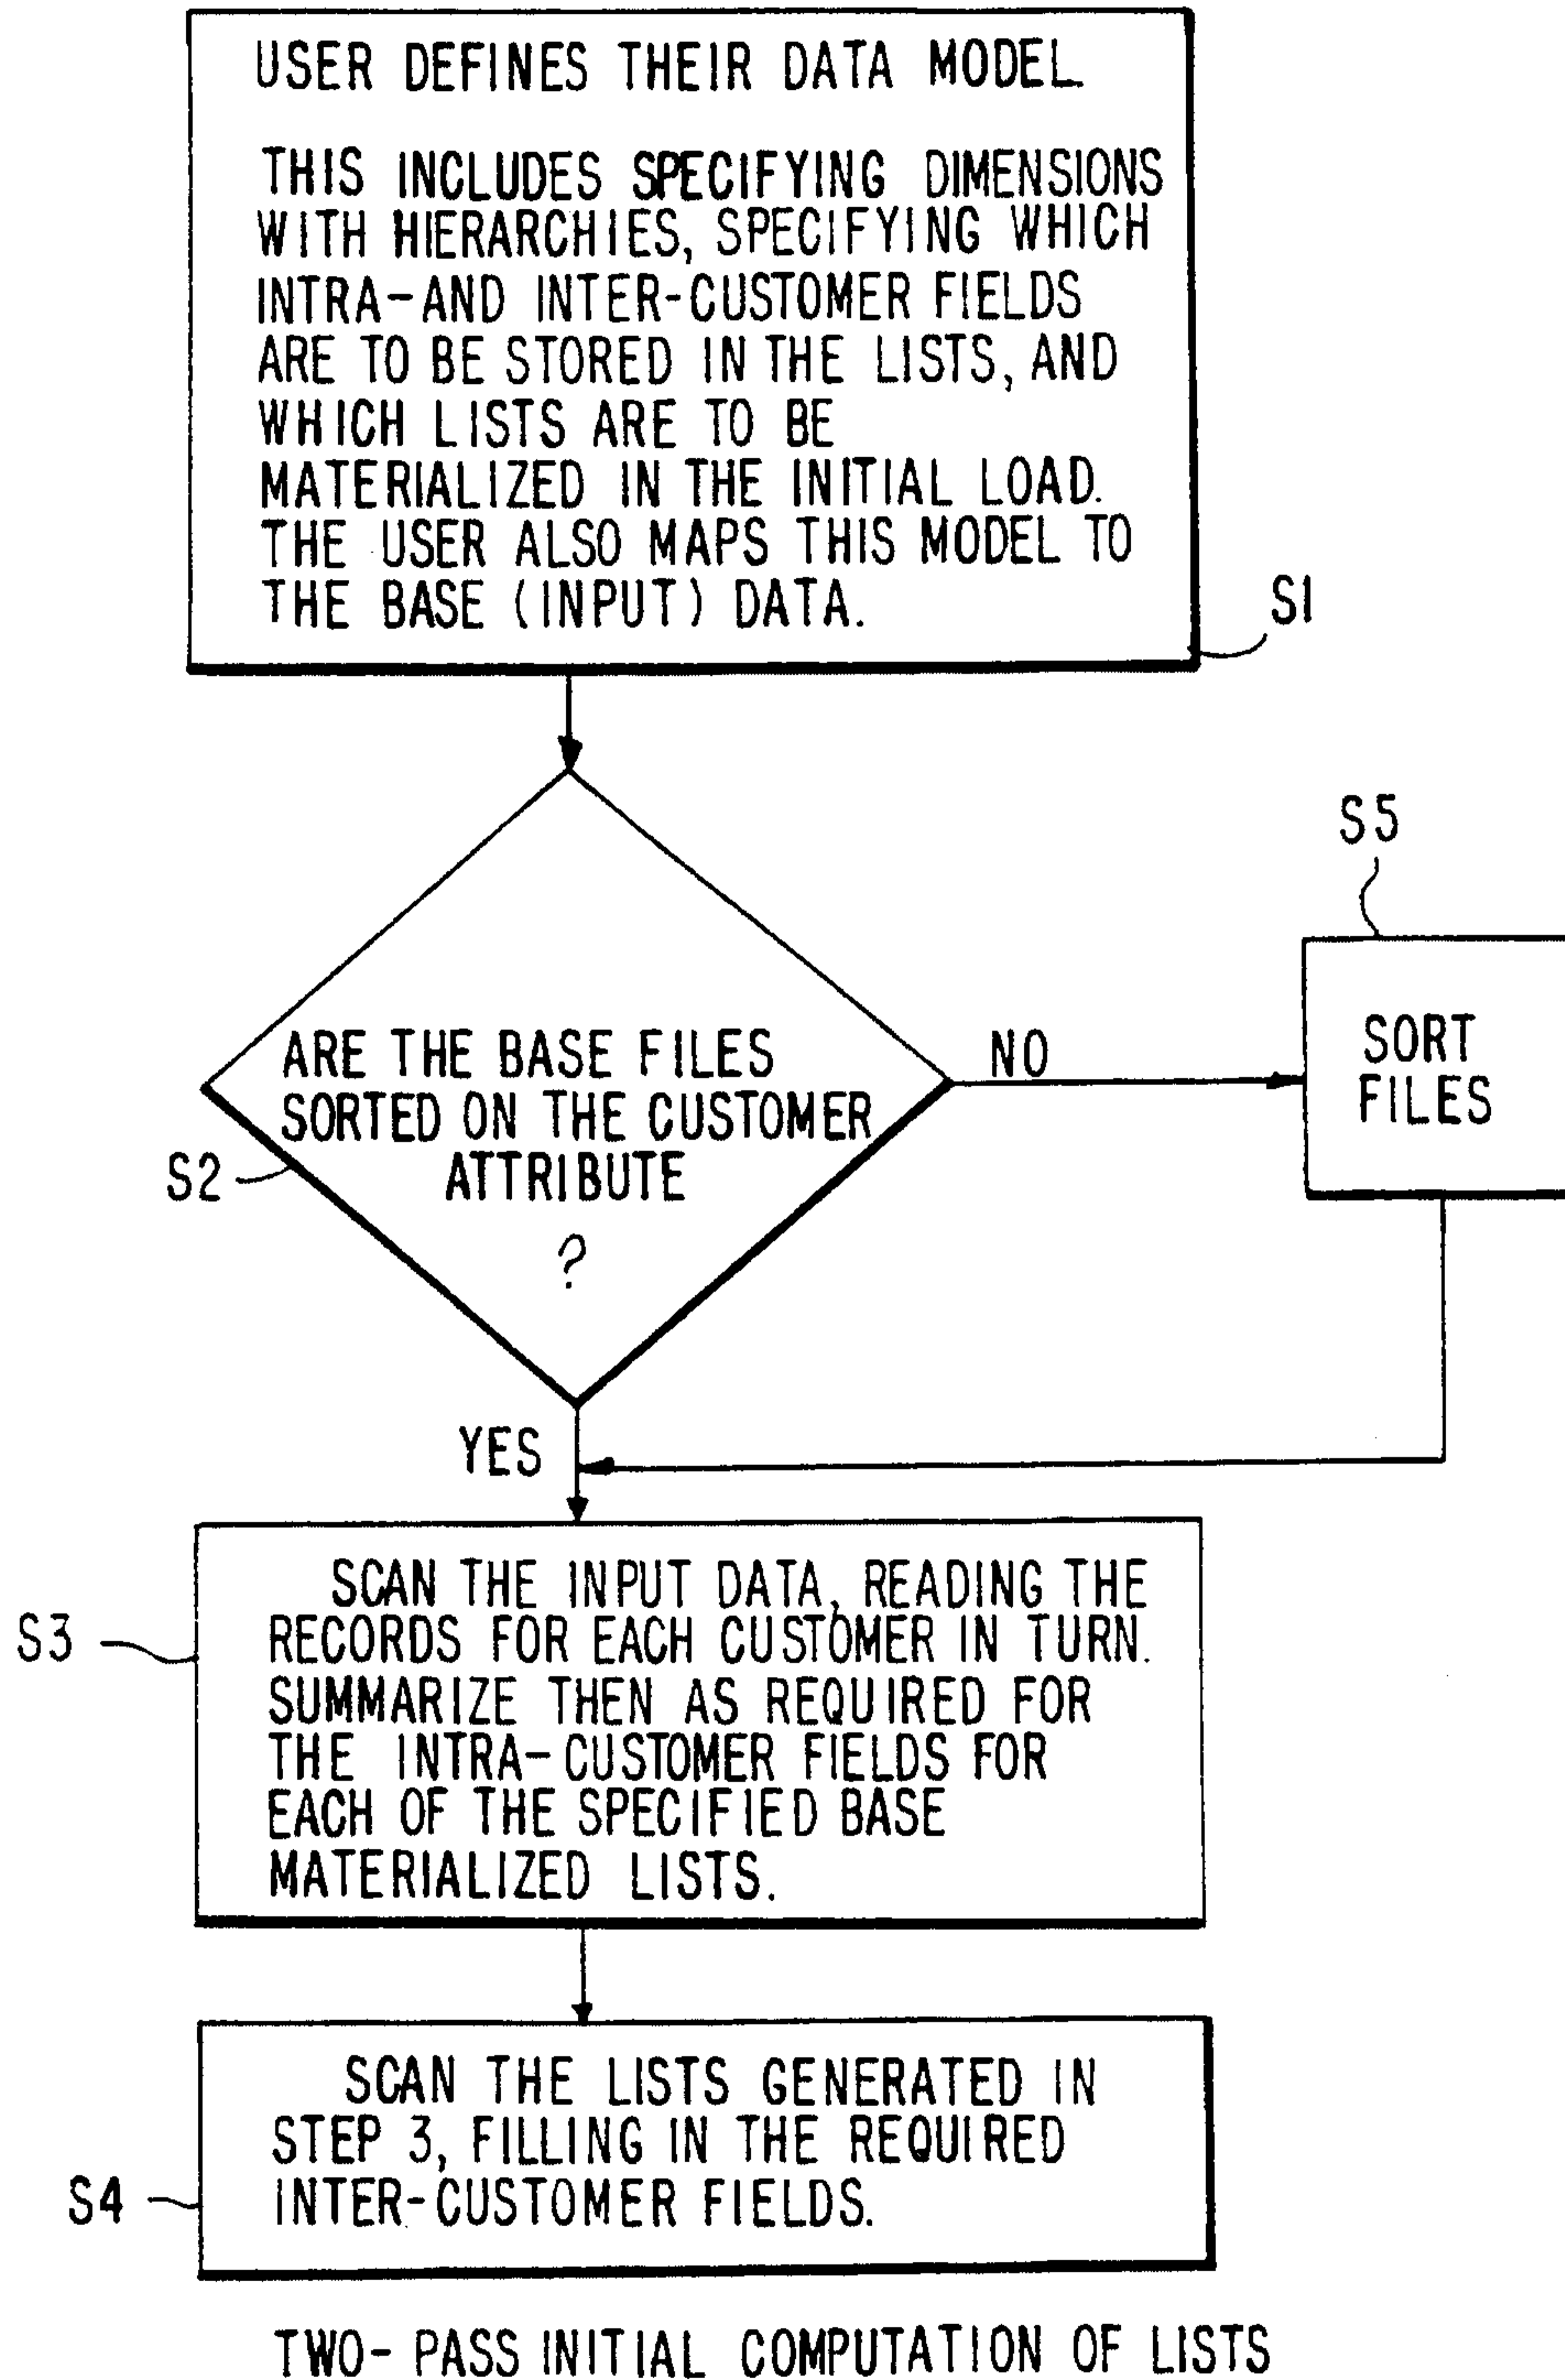 USER DEFINES THEIR DATA MODEL
THIS INCLUDES SPECIFYING DIMENSIONS
WITH HIERARCHIES, SPECIFYING WHICH
INTRA-AND INTER-CUSTOMER FIELDS
ARE TO BE STORED IN THE LISTS, AND
WHICH LISTS ARE TO BE
MATERIALIZED IN THE INITIAL LOAD.
THE USER ALSO MAPS THIS MODEL TO
THE BASE (INPUT) DATA.
S1
S5
ARE THE BASE FILES
SORTED ON THE CUSTOMER
ATTRIBUTE
?
S2
NO
SORT
FILES
YES
S3
SCAN THE INPUT DATA, READING THE
RECORDS FOR EACH CUSTOMER IN TURN.
SUMMARIZE THEN AS REQUIRED FOR
THE INTRA-CUSTOMER FIELDS FOR
EACH OF THE SPECIFIED BASE
MATERIALIZED LISTS.
SCAN THE LISTS GENERATED IN
STEP 3, FILLING IN THE REQUIRED
INTER-CUSTOMER FIELDS.
S4
TWO-PASS INITIAL COMPUTATION OF LISTS